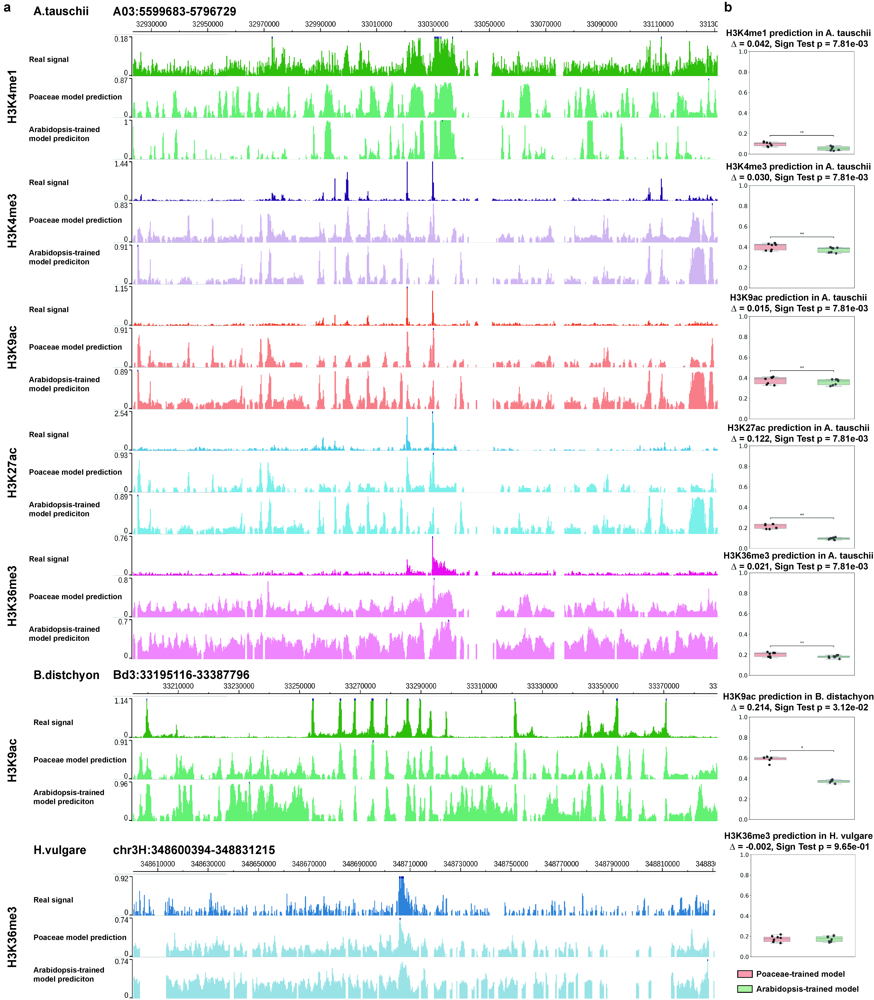 a
A.tauschii A03:5599683-5796729
32930000 32950000 32970000 32990000 33010000 33030000 33050000 33070000 33090000 33110000 3313
H3K4me1
0.18
Real signal
0
0.87
Poaceae model prediction
0
1
Arabidopsis-trained
model prediciton
0
H3K4me3
1.44
Real signal
0
0.83
Poaceae model prediction
0
0.91
Arabidopsis-trained
model prediciton
0
H3K9ac
1.15
Real signal
0
0.91
Poaceae model prediction
0
0.89
Arabidopsis-trained
model prediciton
0
H3K27ac
2.54
Real signal
0
0.93
Poaceae model prediction
0
0.89
Arabidopsis-trained
model prediciton
0
H3K36me3
0.76
Real signal
0
0.8
Poaceae model prediction
0
0.7
Arabidopsis-trained
model prediciton
0
B.distchyon Bd3:33195116-33387796
33210000 33230000 33250000 33270000 33290000 33310000 33330000 33350000 33370000 33
H3K9ac
1.14
Real signal
0
0.91
Poaceae model prediction
0
0.96
Arabidopsis-trained
model prediciton
0
H.vulgare chr3H:348600394-348831215
348610000 348630000 348650000 348670000 348690000 348710000 348730000 348750000 348770000 348790000 348810000 34883
H3K36me3
0.92
Real signal
0
0.74
Poaceae model prediction
0
0.74
Arabidopsis-trained
model prediciton
0
b
H3K4me1 prediction in A. tauschii
Δ = 0.042, Sign Test p = 7.81e-03
1.0
0.8
0.6
0.4
0.2
0.0
**
H3K4me3 prediction in A. tauschii
Δ = 0.030, Sign Test p = 7.81e-03
1.0
0.8
0.6
0.4
0.2
0.0
**
H3K9ac prediction in A. tauschii
Δ = 0.015, Sign Test p = 7.81e-03
1.0
0.8
0.6
0.4
0.2
0.0
**
H3K27ac prediction in A. tauschii
Δ = 0.122, Sign Test p = 7.81e-03
1.0
0.8
0.6
0.4
0.2
0.0
**
H3K36me3 prediction in A. tauschii
Δ = 0.021, Sign Test p = 7.81e-03
1.0
0.8
0.6
0.4
0.2
0.0
**
H3K9ac prediction in B. distachyon
Δ = 0.214, Sign Test p = 3.12e-02
1.0
0.8
0.6
0.4
0.2
0.0
*
H3K36me3 prediction in H. vulgare
Δ = -0.002, Sign Test p = 9.65e-01
1.0
0.8
0.6
0.4
0.2
0.0
Poaceae-trained model
Arabidopsis-trained model